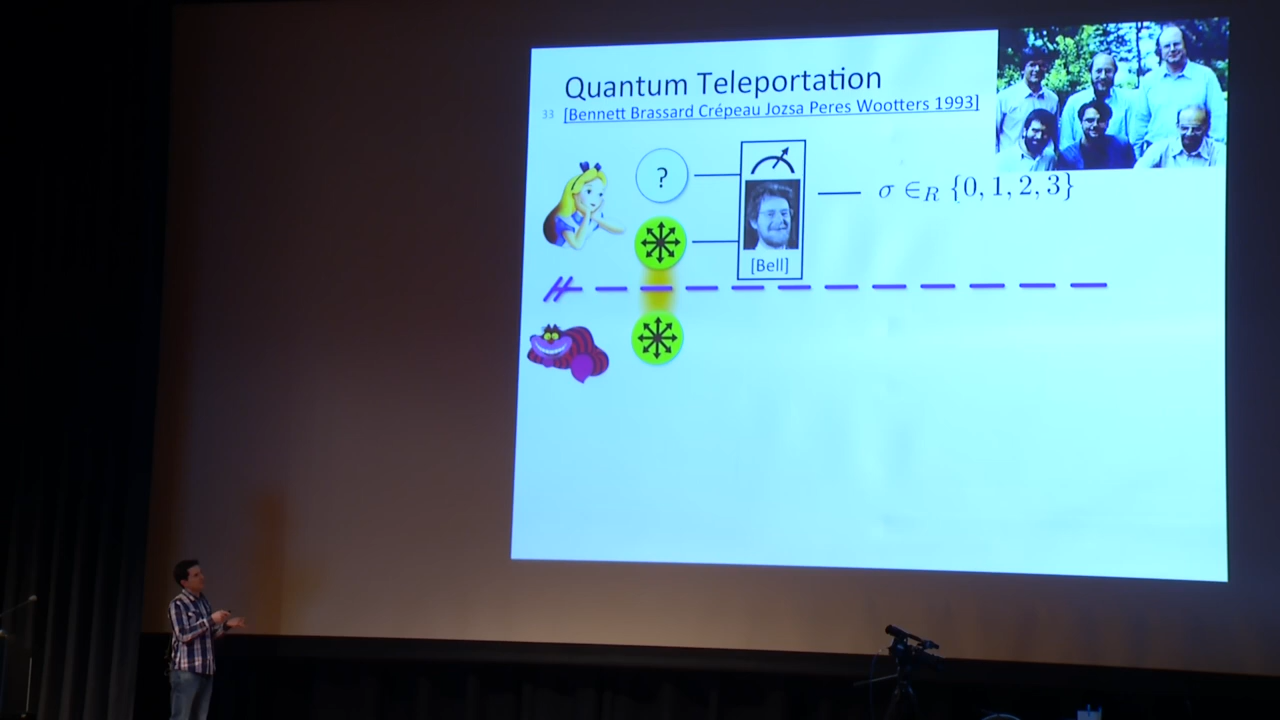 Quantum Teleportation
33 [Bennett Brassard Crépeau Jozsa Peres Wootters 1993]
?
σ ∈R {0, 1, 2, 3}
[Bell]